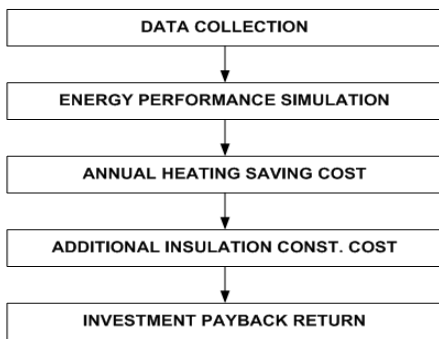 DATA COLLECTION
ENERGY PERFORMANCE SIMULATION
ANNUAL HEATING SAVING COST
ADDITIONAL INSULATION CONST. COST
INVESTMENT PAYBACK RETURN